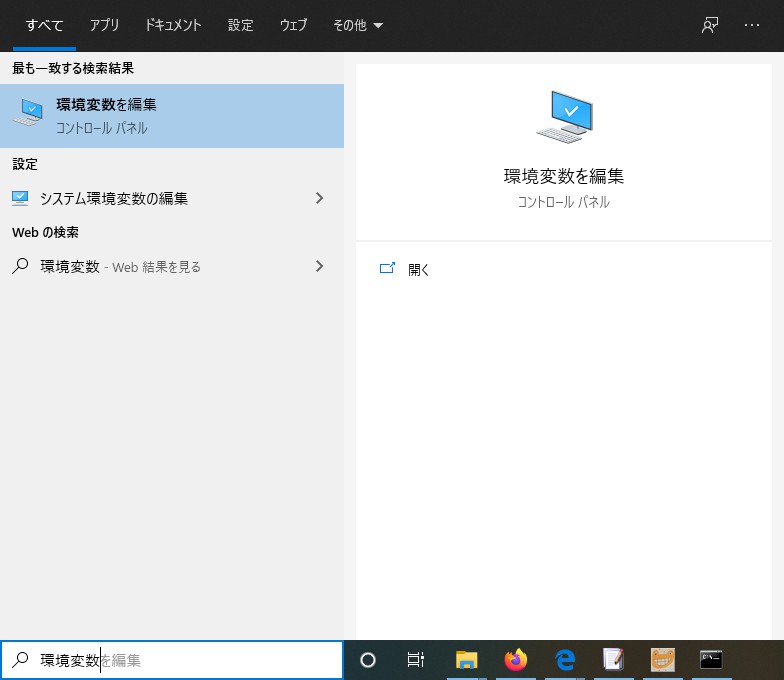 すべて アプリ ドキュメント 設定 ウェブ その他
最も一致する検索結果
環境変数を編集
コントロール パネル
設定
システム環境変数の編集
Web の検索
環境変数 - Web 結果を見る
環境変数を編集
コントロール パネル
開く
環境変数を編集